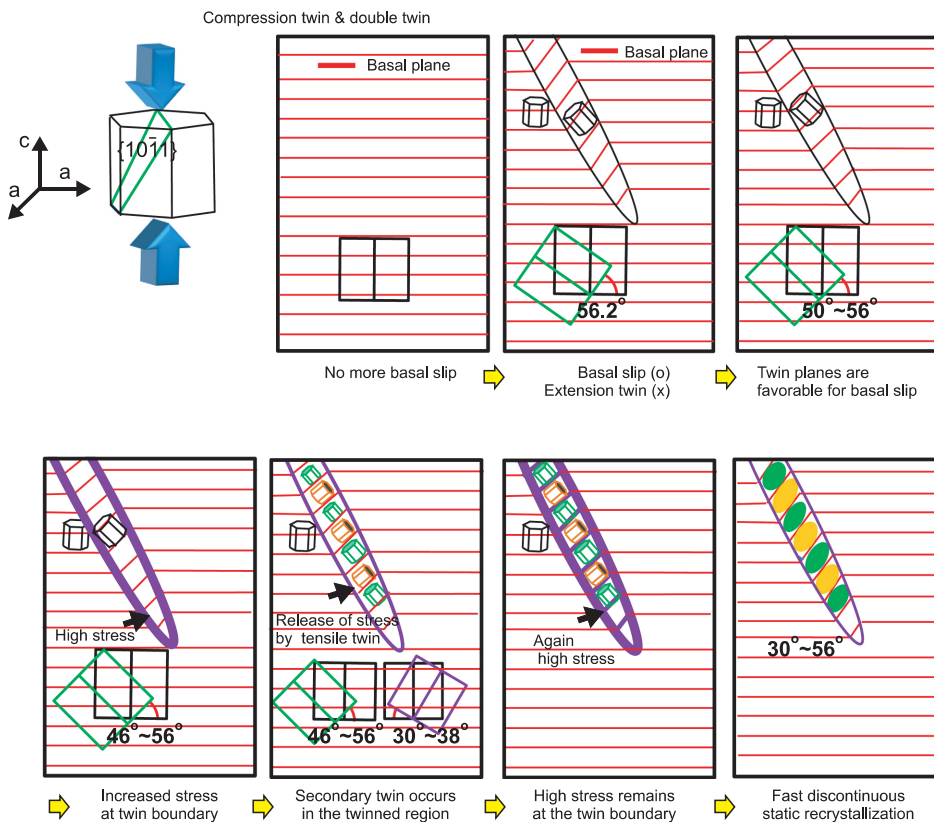 Compression twin & double twin
c
a
a
{101̄1}
Basal plane
Basal plane
56.2°
50°~56°
No more basal slip
Basal slip (o)
Extension twin (x)
Twin planes are
favorable for basal slip
High stress
46°~56°
Release of stress
by tensile twin
46°~56°
30°~38°
Again
high stress
30°~56°
Increased stress
at twin boundary
Secondary twin occurs
in the twinned region
High stress remains
at the twin boundary
Fast discontinous
static recrystallization